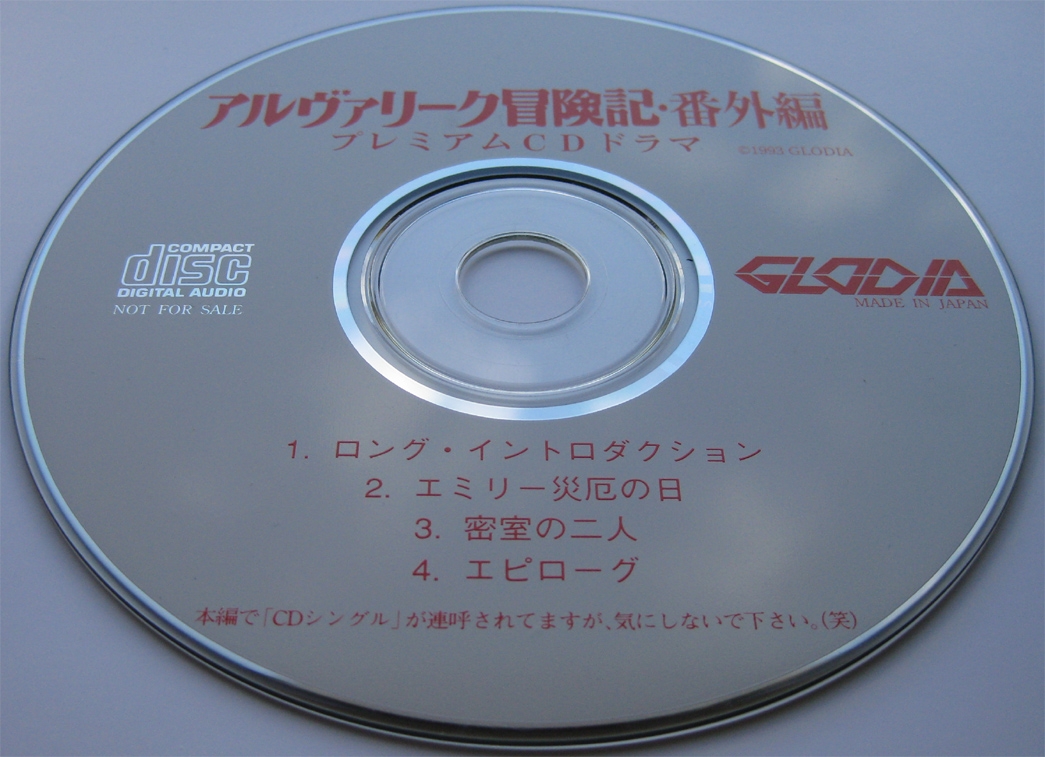 アルヴァリーク冒険記・番外編
プレミアムCDドラマ
©1993 GLODIA
COMPACT
disc
DIGITAL AUDIO
NOT FOR SALE
GLODIA
MADE IN JAPAN
1. ロング・イントロダクション
2. エミリー災厄の日
3. 密室の二人
4. エピローグ
本編で「CDシングル」が連呼されてますが、気にしないで下さい。(笑)